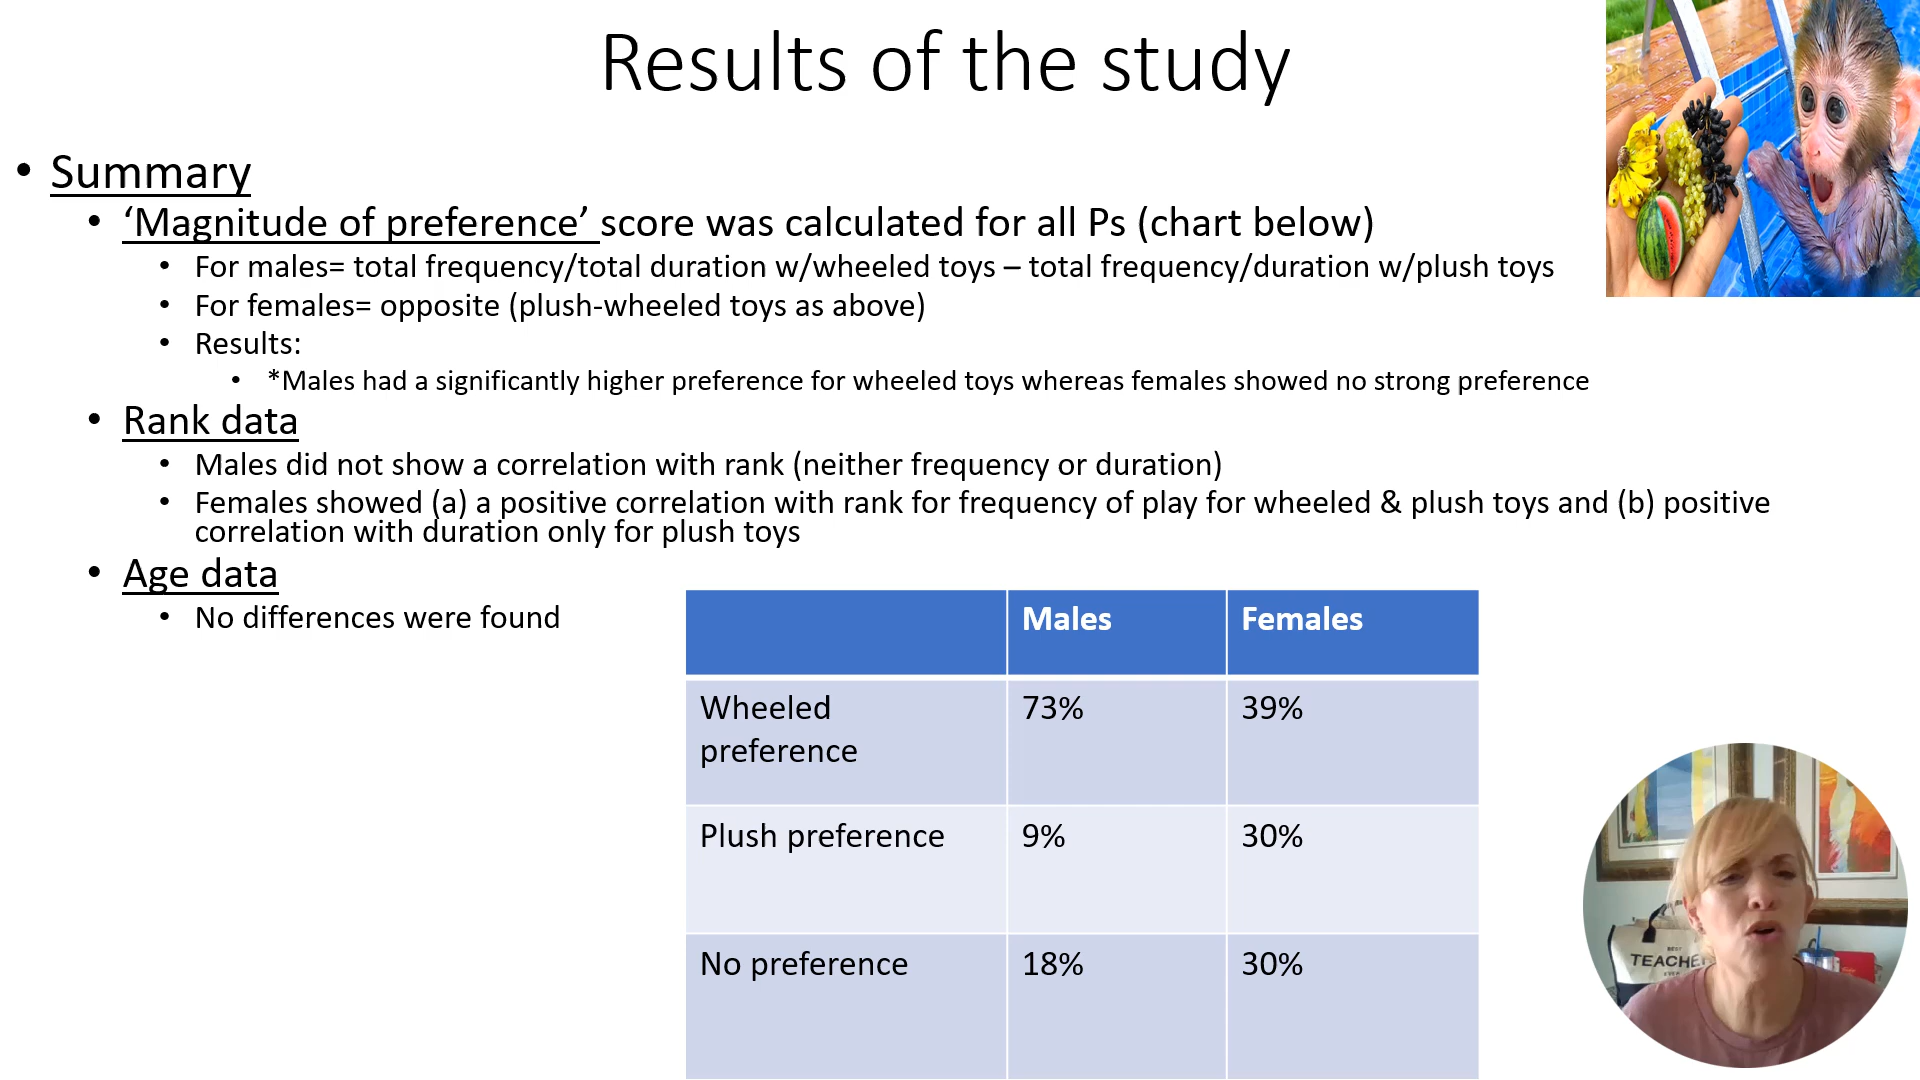 Results of the study
• Summary
• ‘Magnitude of preference’ score was calculated for all Ps (chart below)
• For males= total frequency/total duration w/wheeled toys – total frequency/duration w/plush toys
• For females= opposite (plush-wheeled toys as above)
• Results:
• *Males had a significantly higher preference for wheeled toys whereas females showed no strong preference
• Rank data
• Males did not show a correlation with rank (neither frequency or duration)
• Females showed (a) a positive correlation with rank for frequency of play for wheeled & plush toys and (b) positive
correlation with duration only for plush toys
• Age data
• No differences were found
Males Females
Wheeled 73% 39%
preference
Plush preference 9% 30%
No preference 18% 30%
BEST
TEACHE
EVER